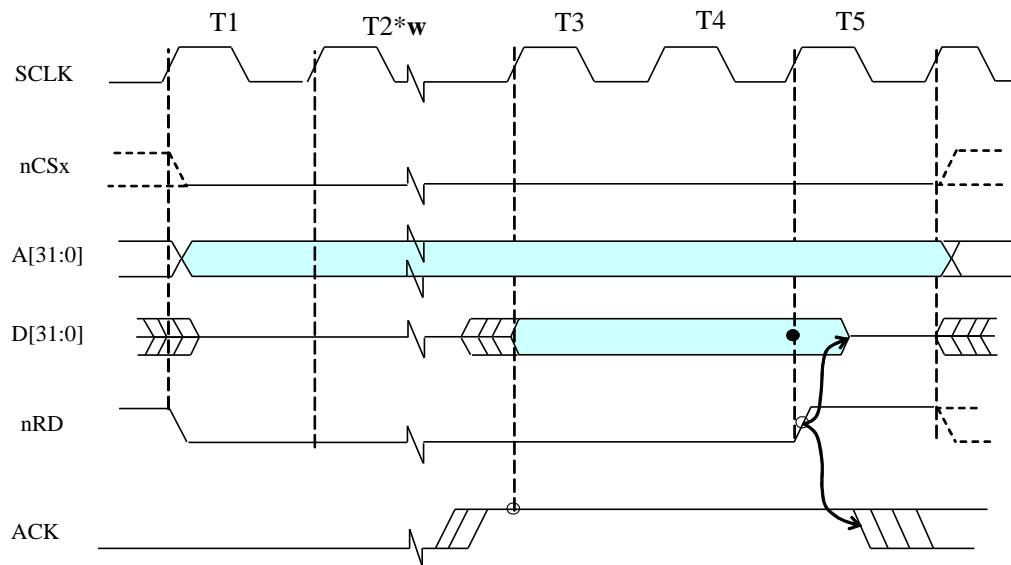 T1 T2*w T3 T4 T5
SCLK
nCSx
A[31:0]
D[31:0]
nRD
ACK